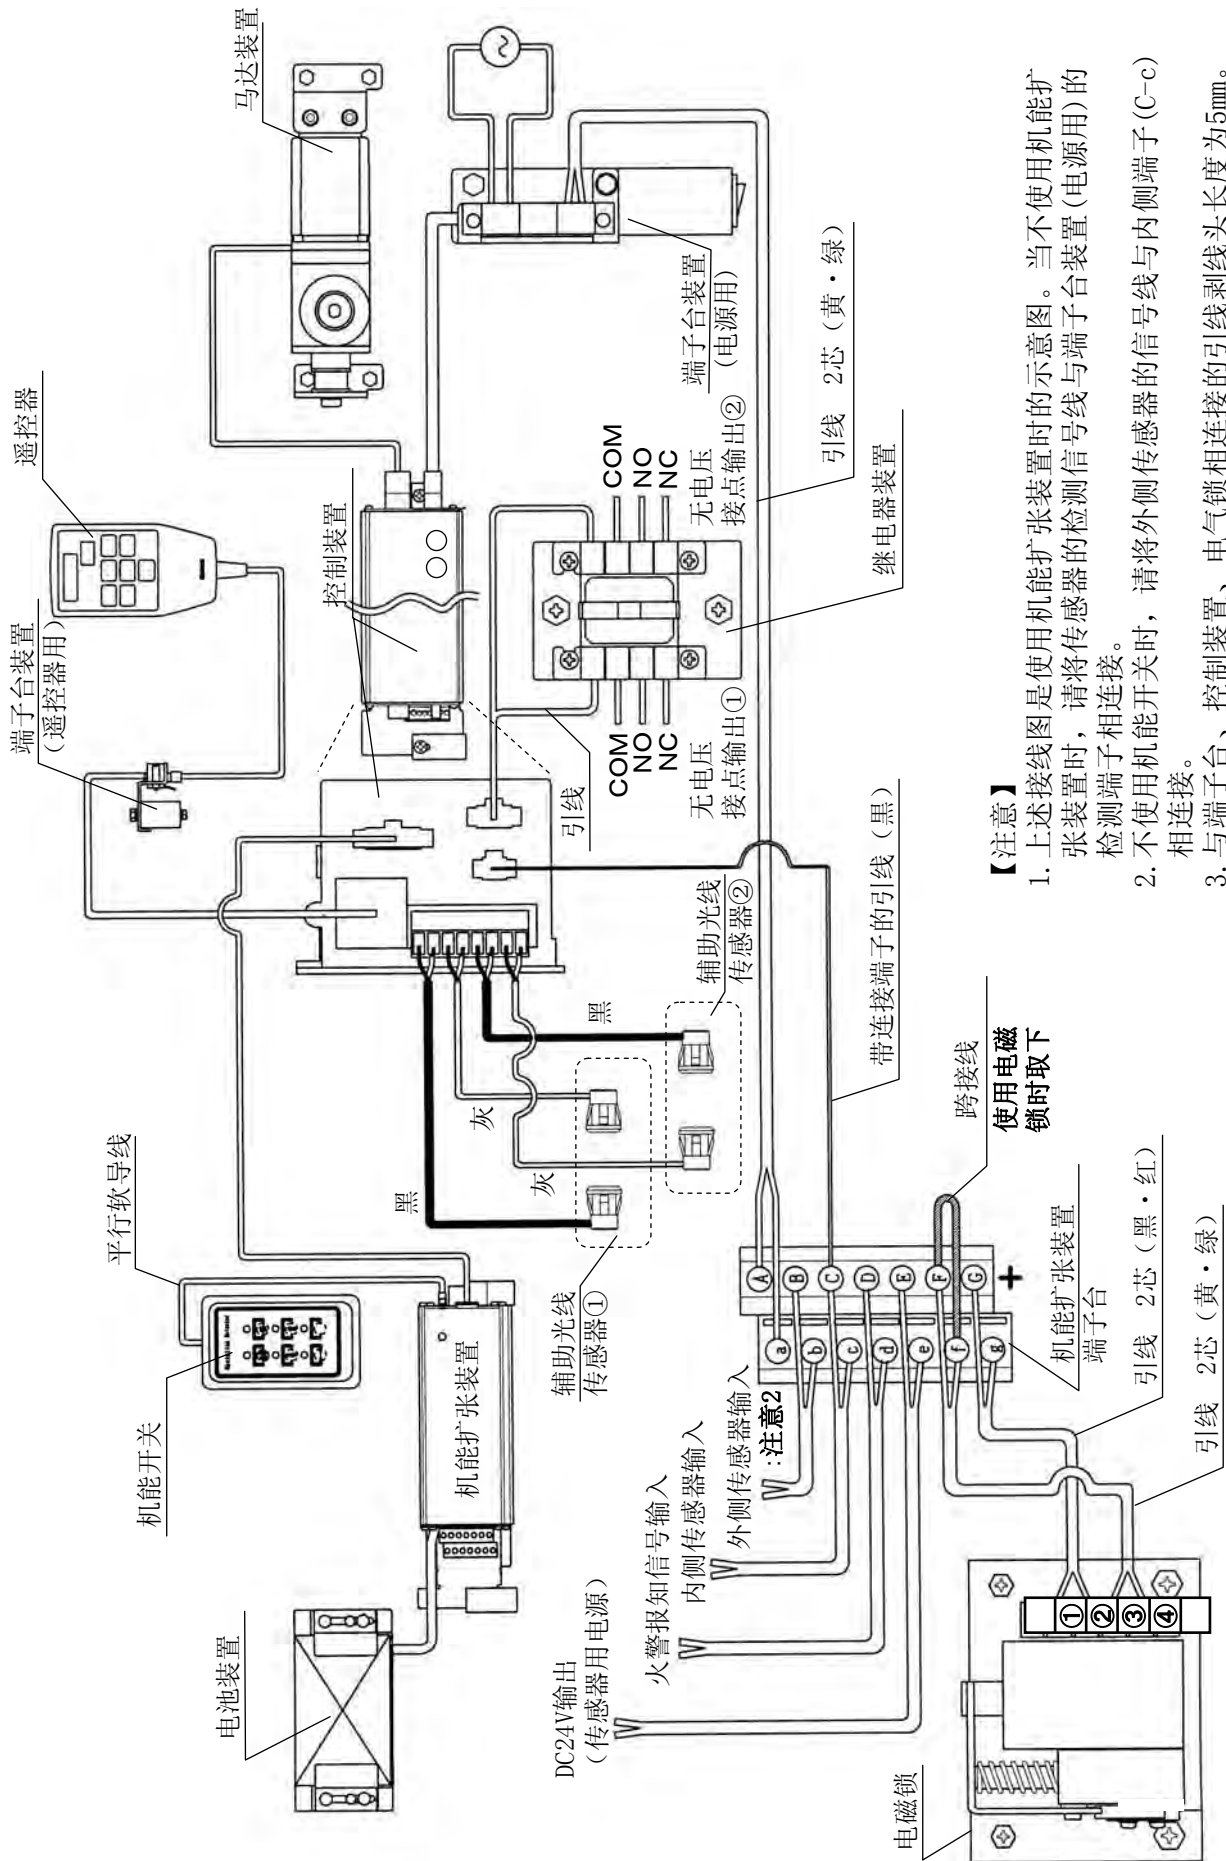 马达装置
遥控器
端子台装置
(遥控器用)
控制装置
端子台装置
(电源用)
引线 2芯（黄·绿）
COM
NO
NC
无电压
接点输出②
继电器装置
COM
NO
NC
无电压
接点输出①
引线
平行软导线
机能开关
机能扩张装置
电池装置
黑
灰
灰
黑
辅助光线
传感器①
辅助光线
传感器②
带连接端子的引线（黑）
跨接线
使用电磁
锁时取下
A
B
C
D
E
F
G
+
a
b
c
d
e
f
g
机能扩张装置
端子台
外侧传感器输入
:注意2
内侧传感器输入
火警报知信号输入
DC24V输出
（传感器用电源）
引线 2芯（黑·红）
引线 2芯（黄·绿）
①
②
③
④
电磁锁
【注意】
1. 上述接线图是使用机能扩张装置时的示意图。当不使用机能扩
张装置时，请将传感器的检测信号线与端子台装置(电源用)的
检测端子相连接。
2. 不使用机能开关时，请将外侧传感器的信号线与内侧端子(C-c)
相连接。
3. 与端子台、控制装置、电气锁相连接的引线剥线头长度为5mm。